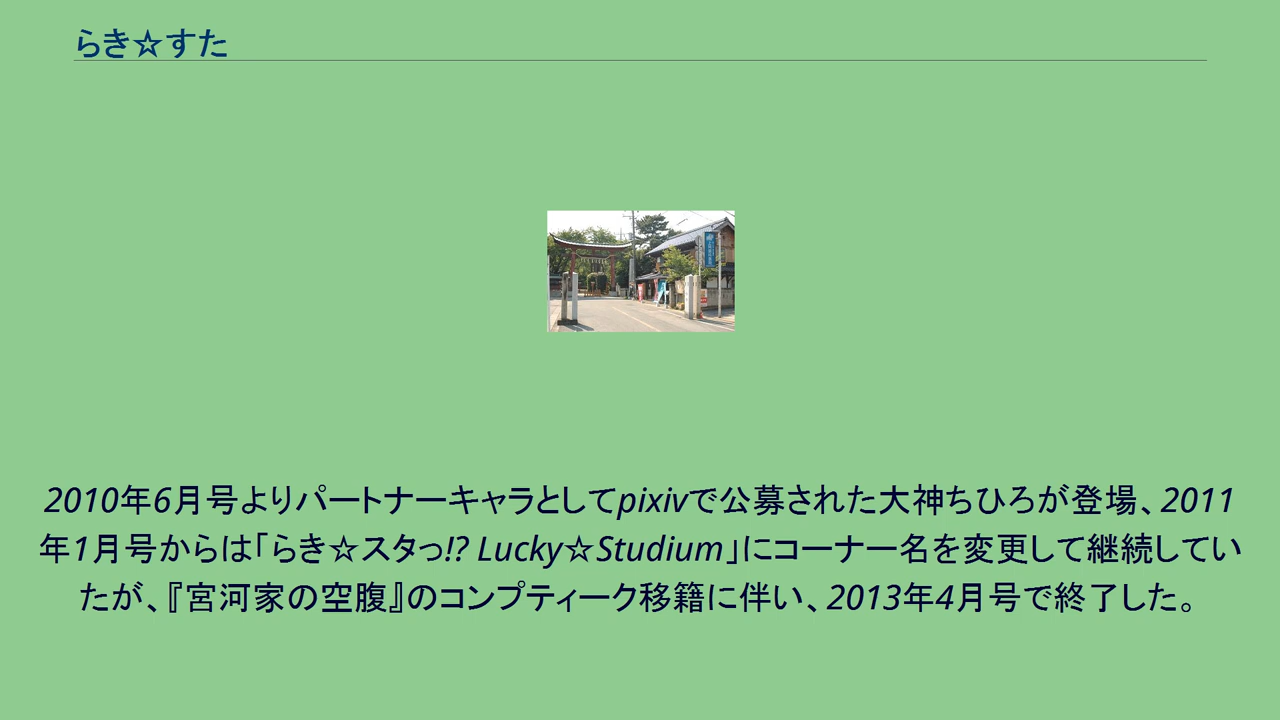 らき☆すた
2010年6月号よりパートナーキャラとしてpixivで公募された大神ちひろが登場、2011
年1月号からは「らき☆スタっ!? Lucky☆Studium」にコーナー名を変更して継続してい
たが、『宮河家の空腹』のコンプティーク移籍に伴い、2013年4月号で終了した。